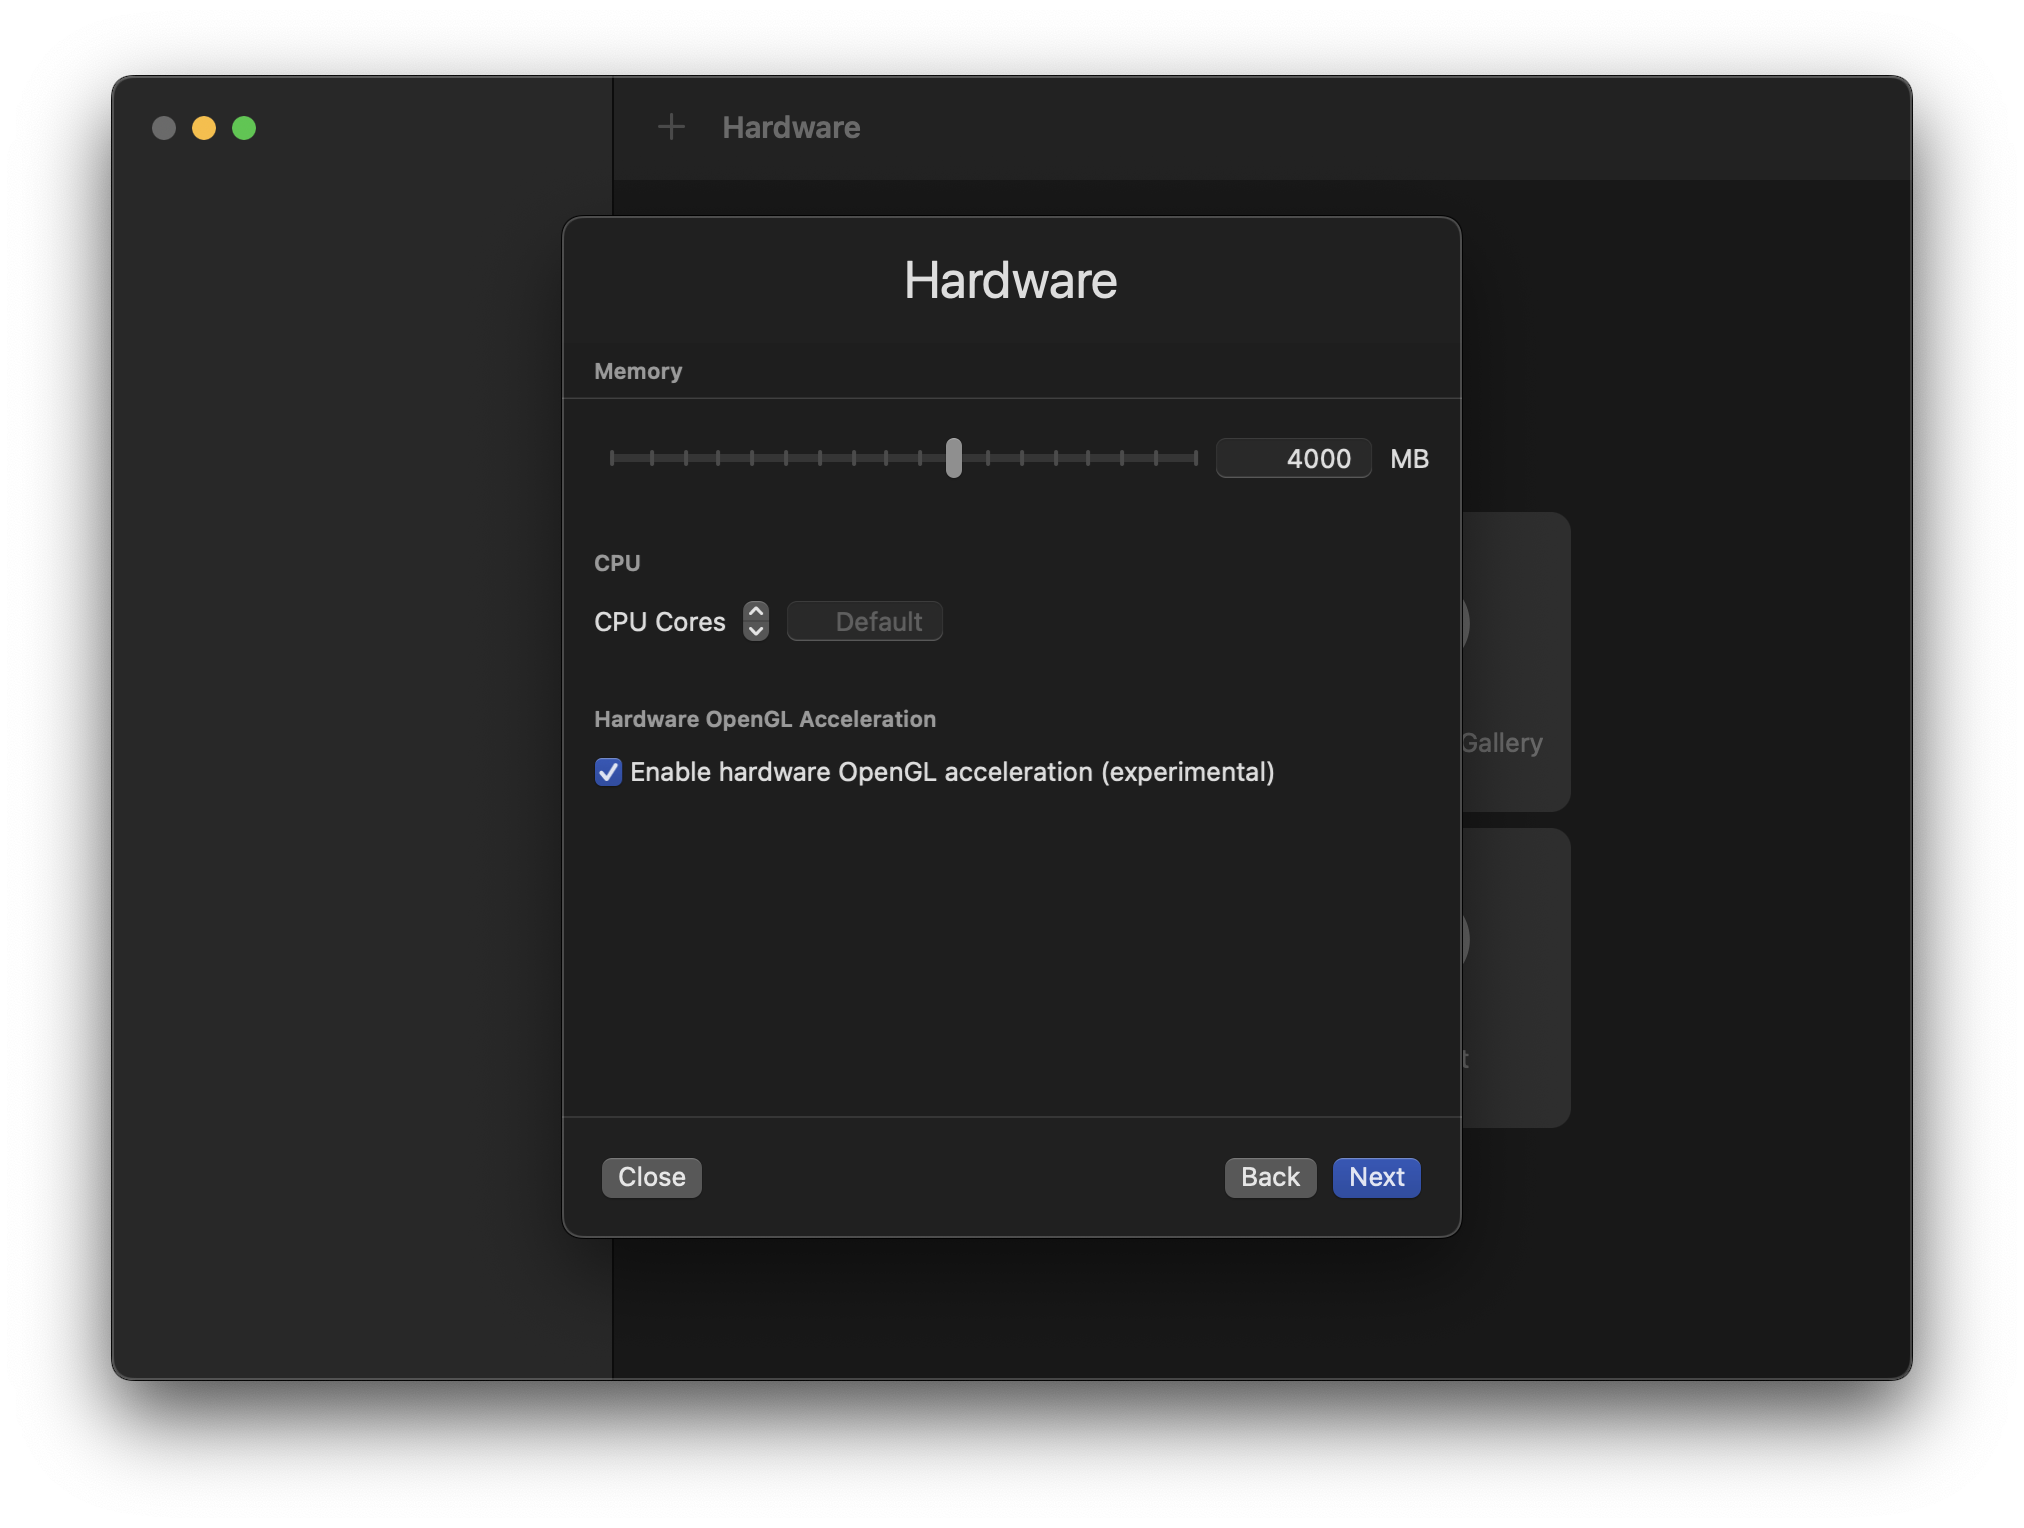 Hardware
Hardware
Memory
4000 MB
CPU
CPU Cores Default
Hardware OpenGL Acceleration
Enable hardware OpenGL acceleration (experimental)
Gallery
t
Close Back Next